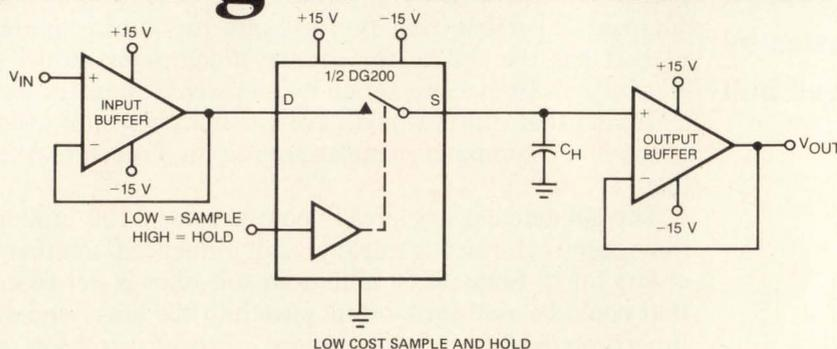 +15 V
−15 V
+15 V
1/2 DG200
+15 V
VIN
+
D
S
+
INPUT
BUFFER
OUTPUT
BUFFER
VOUT
CH
−
−
−15 V
−15 V
LOW = SAMPLE
HIGH = HOLD
LOW COST SAMPLE AND HOLD